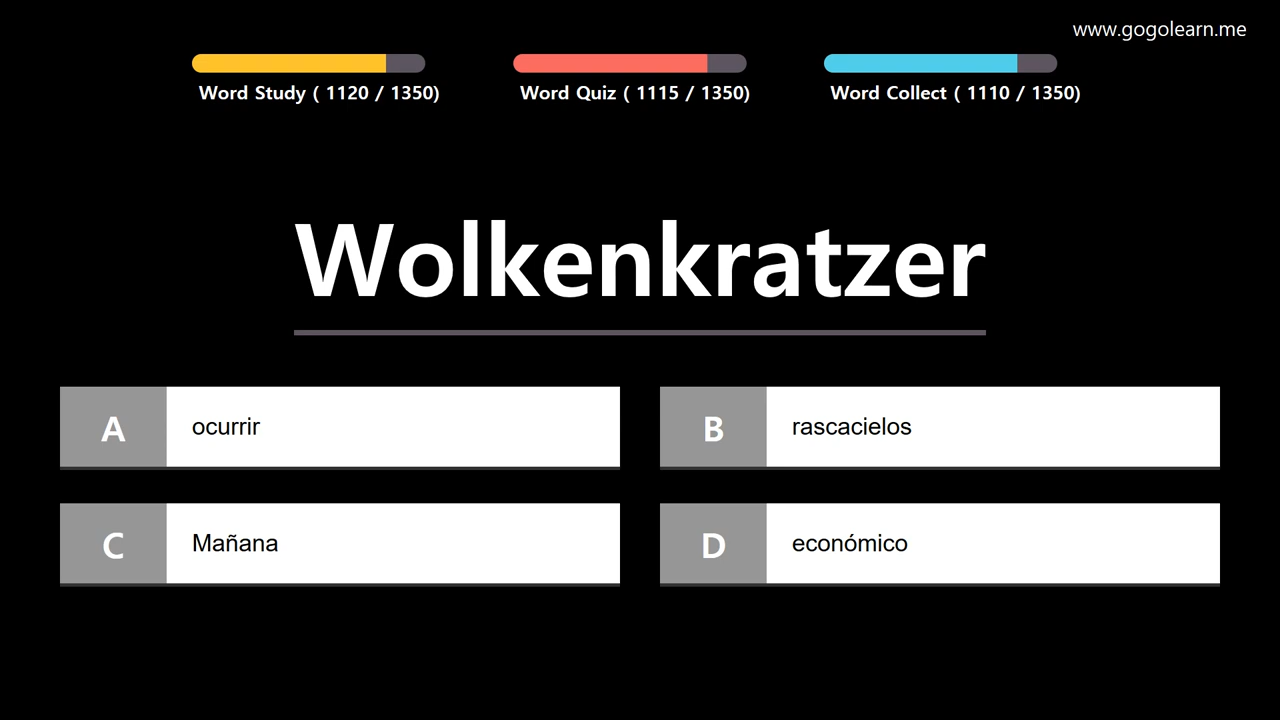 www.gogolearn.me
Word Study ( 1120 / 1350)
Word Quiz ( 1115 / 1350)
Word Collect ( 1110 / 1350)
Wolkenkratzer
A ocurrir
B rascacielos
C Mañana
D económico